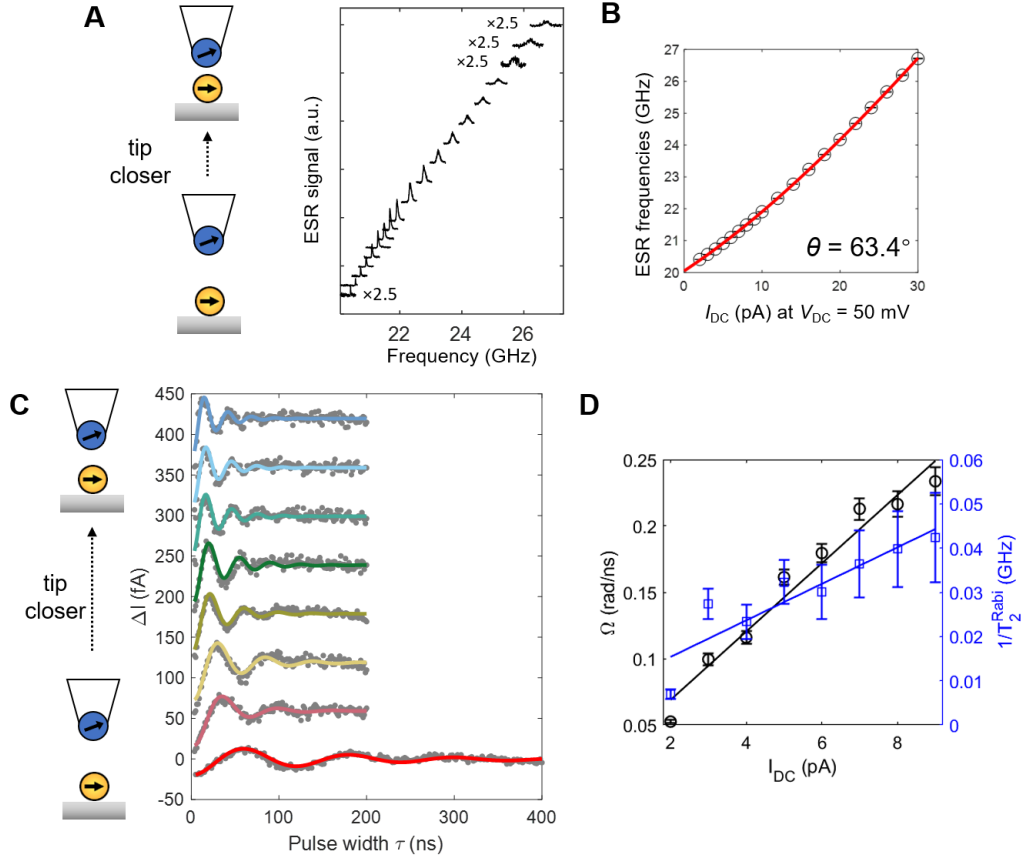 A
tip
closer
ESR signal (a.u.)
×2.5
×2.5
×2.5
×2.5
22
24
26
Frequency (GHz)
B
ESR frequencies (GHz)
27
26
25
24
23
22
21
20
θ = 63.4°
0
10
20
30
I_DC (pA) at V_DC = 50 mV
C
tip
closer
ΔI (fA)
450
400
350
300
250
200
150
100
50
0
-50
0
100
200
300
400
Pulse width τ (ns)
D
Ω (rad/ns)
0.25
0.2
0.15
0.1
0.05
2
4
6
8
I_DC (pA)
0.06
0.05
0.04
0.03
0.02
0.01
0
1/T_2^Rabi (GHz)